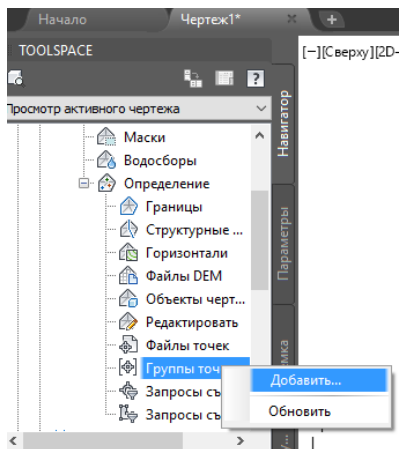 Начало Чертеж1*
TOOLSPACE
[−][Сверху][2D-
Просмотр активного чертежа
Навигатор
Маски
Водосборы
Определение
Границы
Структурные ...
Параметры
Горизонтали
Файлы DEM
Объекты черт...
Редактировать
Файлы точек
Группы точ
Добавить...
Запросы съ
Обновить
Запросы съ